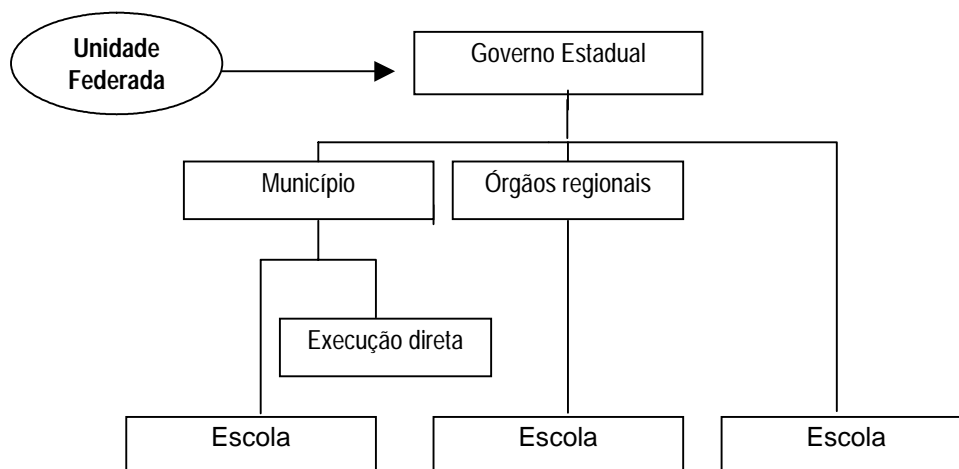 Unidade
Federada
Governo Estadual
Município
Órgãos regionais
Execução direta
Escola
Escola
Escola